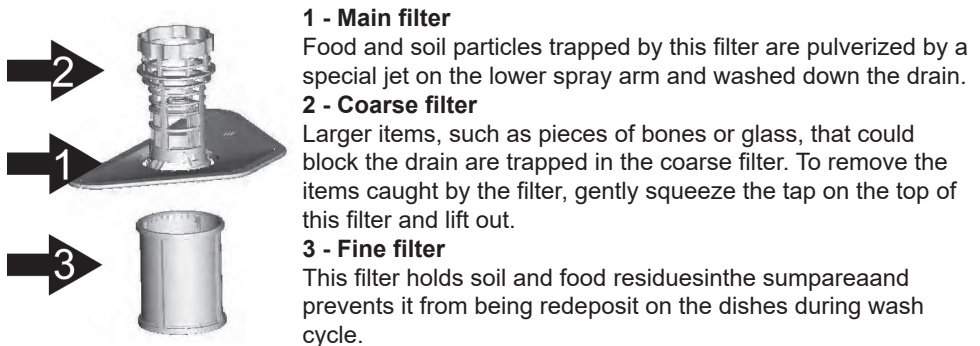 1 - Main filter
Food and soil particles trapped by this filter are pulverized by a
special jet on the lower spray arm and washed down the drain.
2 - Coarse filter
Larger items, such as pieces of bones or glass, that could
block the drain are trapped in the coarse filter. To remove the
items caught by the filter, gently squeeze the tap on the top of
this filter and lift out.
3 - Fine filter
This filter holds soil and food residuesinthe sumpareaand
prevents it from being redeposit on the dishes during wash
cycle.
2
1
3